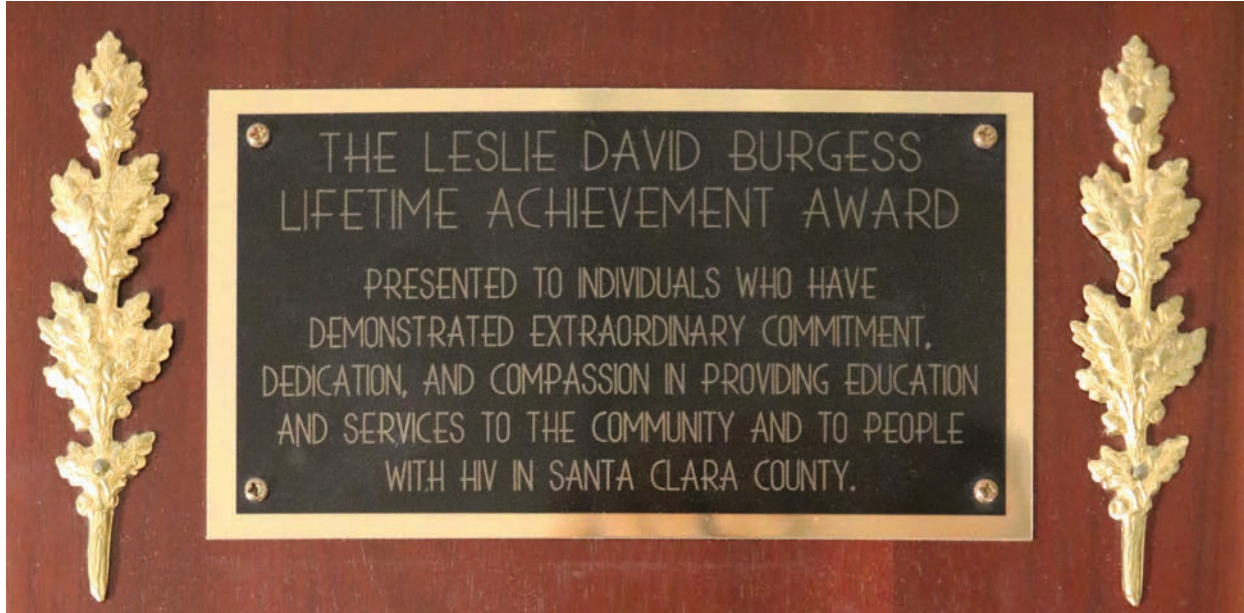 THE LESLIE DAVID BURGESS
LIFETIME ACHIEVEMENT AWARD
PRESENTED TO INDIVIDUALS WHO HAVE
DEMONSTRATED EXTRAORDINARY COMMITMENT,
DEDICATION, AND COMPASSION IN PROVIDING EDUCATION
AND SERVICES TO THE COMMUNITY AND TO PEOPLE
WITH HIV IN SANTA CLARA COUNTY.